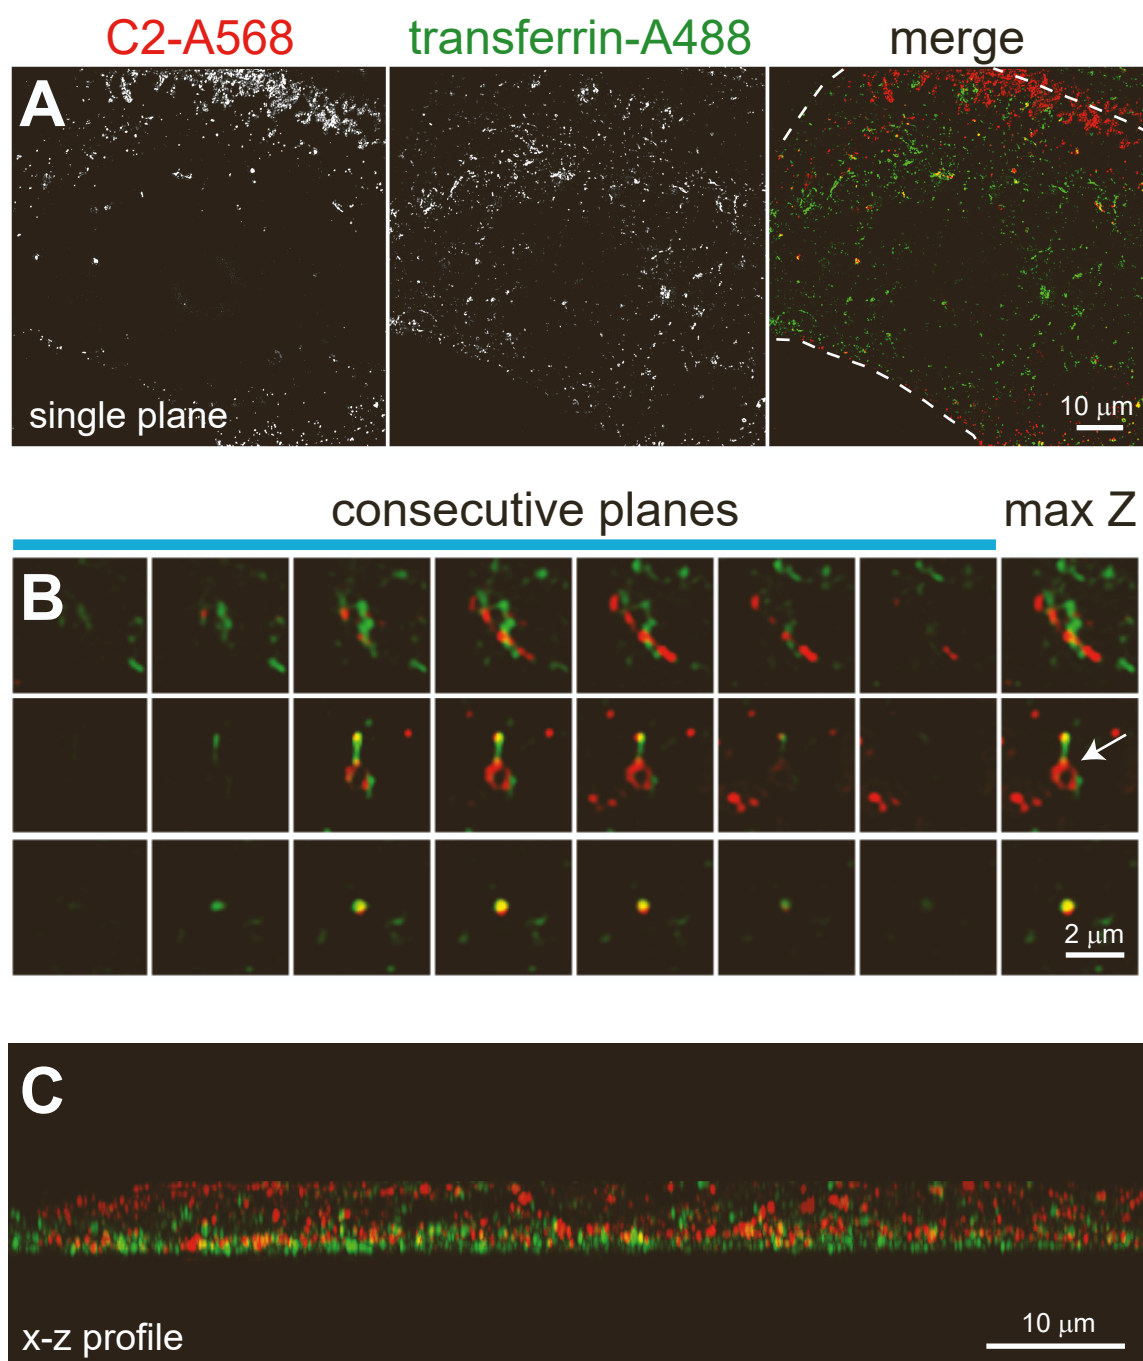 C2-A568 transferrin-A488 merge
A
single plane
10 μm
consecutive planes max Z
B
2 μm
C
10 μm
x-z profile